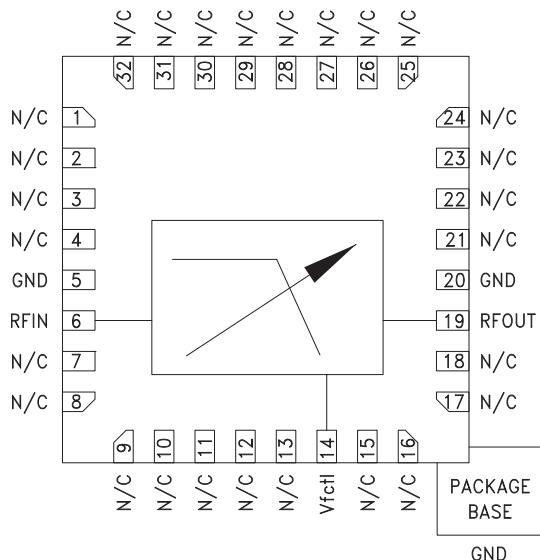 N/C N/C N/C N/C N/C N/C N/C N/C
32 31 30 29 28 27 26 25
N/C 1
N/C 2
N/C 3
N/C 4
GND 5
RFIN 6
N/C 7
N/C 8
24 N/C
23 N/C
22 N/C
21 N/C
20 GND
19 RFOUT
18 N/C
17 N/C
9 10 11 12 13 14 15 16
N/C N/C N/C N/C N/C Vfctl N/C N/C
PACKAGE
BASE
GND